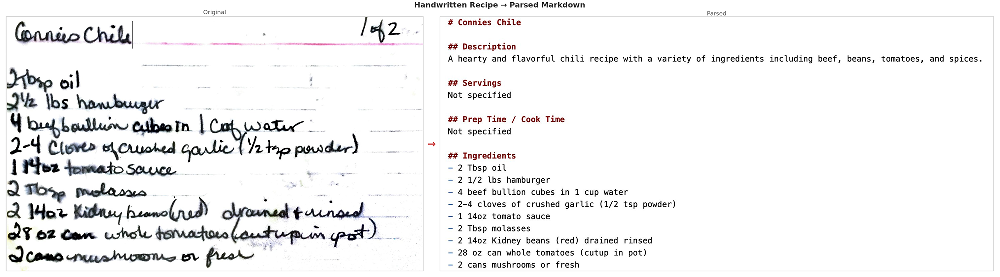 Handwritten Recipe → Parsed Markdown
Original
Connies Chile
1 of 2
2 Tbsp oil
2 1/2 lbs hamburger
4 beef boullion cubes in 1 C of water
2-4 Cloves of crushed garlic (1/2 tsp powder)
1 14oz tomato sauce
2 Tbsp molasses
2 14oz Kidney beans (red) drained + rinsed
28 oz can whole tomatoes (cut up in pot)
2 cans mushrooms or fresh
→
Parsed
# Connies Chile
## Description
A hearty and flavorful chili recipe with a variety of ingredients including beef, beans, tomatoes, and spices.
## Servings
Not specified
## Prep Time / Cook Time
Not specified
## Ingredients
- 2 Tbsp oil
- 2 1/2 lbs hamburger
- 4 beef bullion cubes in 1 cup water
- 2-4 cloves of crushed garlic (1/2 tsp powder)
- 1 14oz tomato sauce
- 2 Tbsp molasses
- 2 14oz Kidney beans (red) drained rinsed
- 28 oz can whole tomatoes (cutup in pot)
- 2 cans mushrooms or fresh